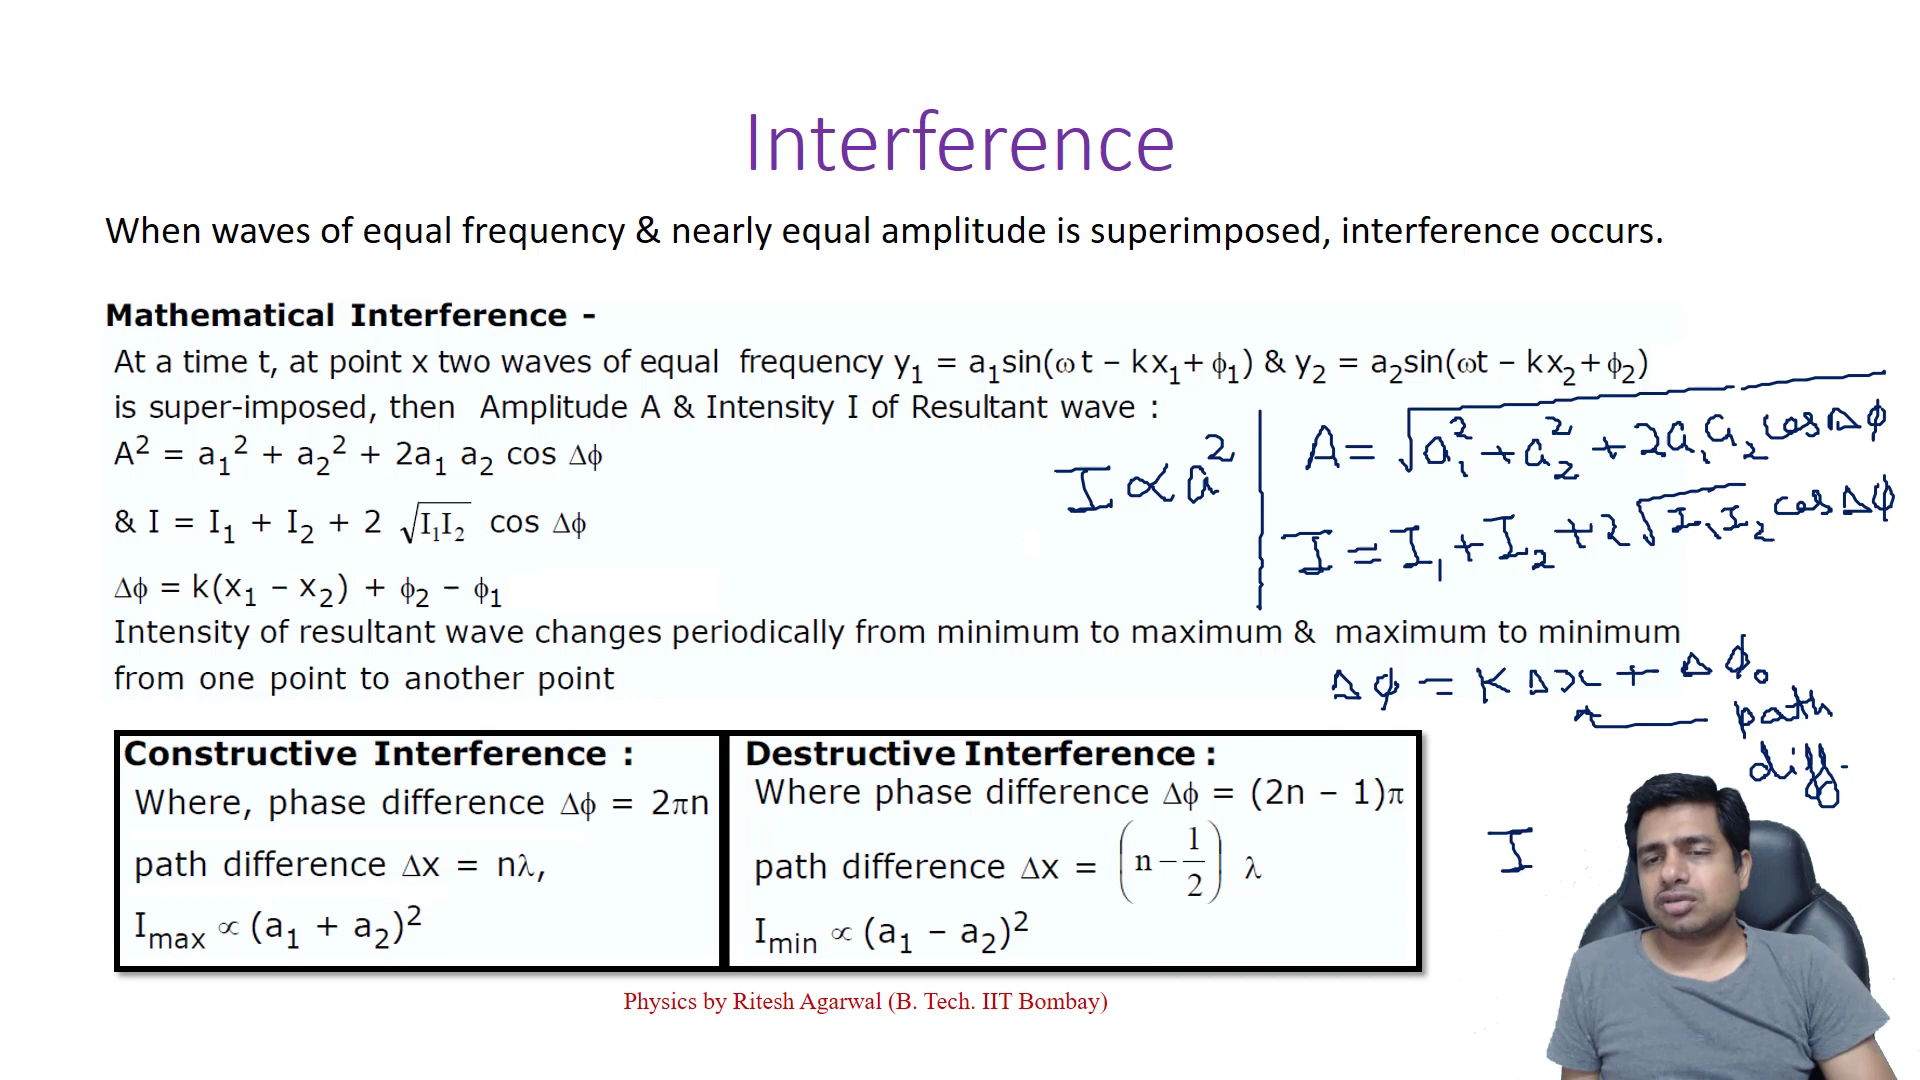 Interference
When waves of equal frequency & nearly equal amplitude is superimposed, interference occurs.
Mathematical Interference -
At a time t, at point x two waves of equal frequency y₁ = a₁sin(ω t – kx₁+ ϕ₁) & y₂ = a₂sin(ωt – kx₂+ϕ₂)
is super-imposed, then Amplitude A & Intensity I of Resultant wave :
A² = a₁² + a₂² + 2a₁ a₂ cos Δϕ
& I = I₁ + I₂ + 2 √(I₁I₂) cos Δϕ
Δϕ = k(x₁ – x₂) + ϕ₂ – ϕ₁
I ∝ a²
A = √(a₁² + a₂² + 2a₁a₂ cosΔϕ)
I = I₁ + I₂ + 2√(I₁I₂) cosΔϕ
Intensity of resultant wave changes periodically from minimum to maximum & maximum to minimum
from one point to another point
Δϕ = KΔx + Δϕ₀
path
diff.
Constructive Interference :
Where, phase difference Δϕ = 2πn
path difference Δx = nλ,
Imax ∝ (a₁ + a₂)²
Destructive Interference :
Where phase difference Δϕ = (2n – 1)π
path difference Δx = (n – 1/2) λ
Imin ∝ (a₁ – a₂)²
I
Physics by Ritesh Agarwal (B. Tech. IIT Bombay)